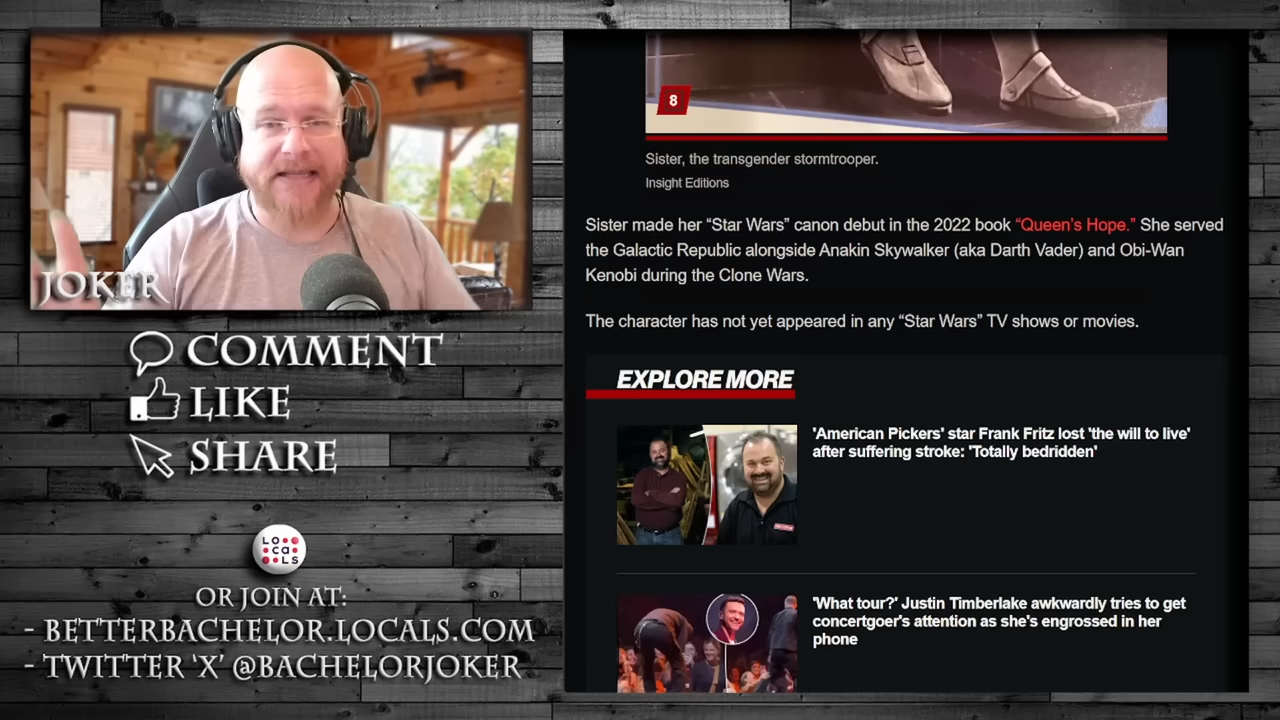 JOKER
COMMENT
LIKE
SHARE
LOcaLS
OR JOIN AT:
- BETTERBACHELOR.LOCALS.COM
- TWITTER 'X' @BACHELORJOKER
8
Sister, the transgender stormtrooper.
Insight Editions
Sister made her “Star Wars” canon debut in the 2022 book “Queen’s Hope.” She served
the Galactic Republic alongside Anakin Skywalker (aka Darth Vader) and Obi-Wan
Kenobi during the Clone Wars.
The character has not yet appeared in any “Star Wars” TV shows or movies.
EXPLORE MORE
'American Pickers' star Frank Fritz lost 'the will to live'
after suffering stroke: 'Totally bedridden'
'What tour?' Justin Timberlake awkwardly tries to get
concertgoer's attention as she's engrossed in her
phone